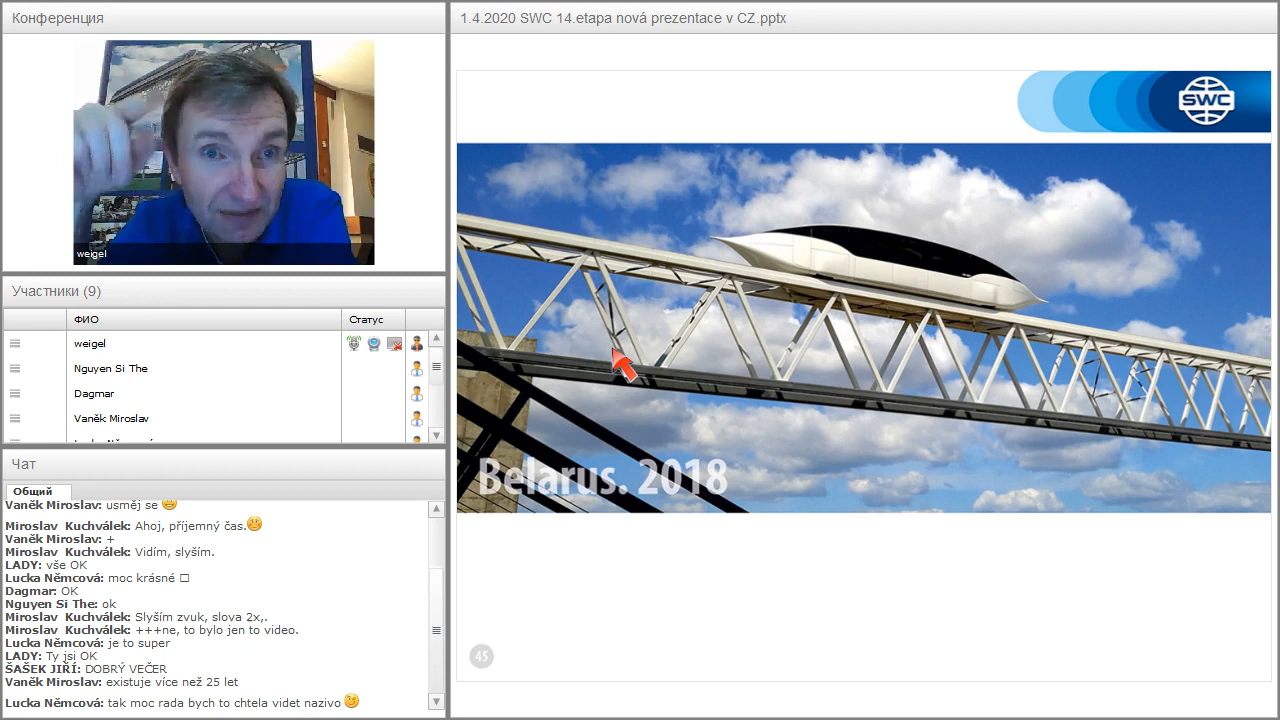 Конференция
weigel
Участники (9)
ФИО
Статус
weigel
Nguyen Si The
Dagmar
Vaněk Miroslav
Чат
Общий
Vaněk Miroslav: usměj se
Miroslav Kuchválek: Ahoj, příjemný čas.
Vaněk Miroslav: +
Miroslav Kuchválek: Vidím, slyším.
LADY: vše OK
Lucka Němcová: moc krásné □
Dagmar: OK
Nguyen Si The: ok
Miroslav Kuchválek: Slyším zvuk, slova 2x,.
Miroslav Kuchválek: +++ne, to bylo jen to video.
Lucka Němcová: je to super
LADY: Ty jsi OK
ŠAŠEK JIŘÍ: DOBRÝ VEČER
Vaněk Miroslav: existuje více než 25 let
Lucka Němcová: tak moc rada bych to chtela videt nazivo
1.4.2020 SWC 14.etapa nová prezentace v CZ.pptx
SWC
Belarus. 2018
45